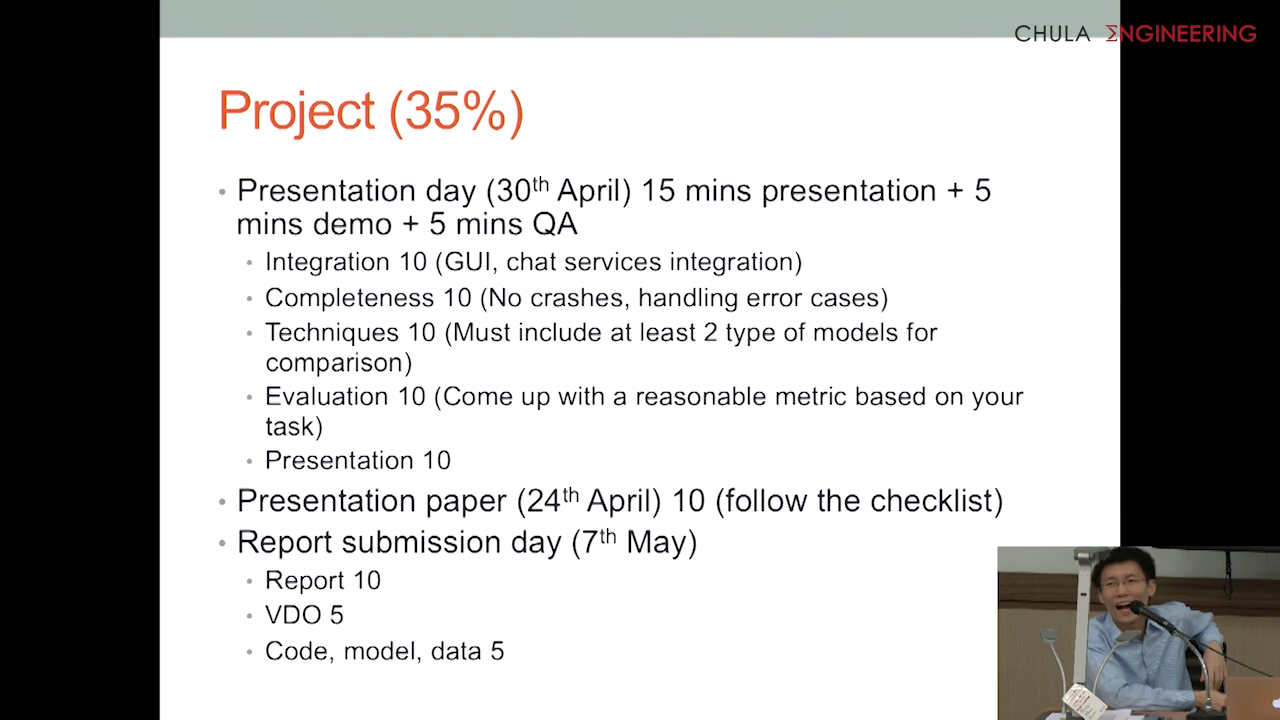 CHULA ΣNGINEERING
Project (35%)
• Presentation day (30th April) 15 mins presentation + 5
mins demo + 5 mins QA
• Integration 10 (GUI, chat services integration)
• Completeness 10 (No crashes, handling error cases)
• Techniques 10 (Must include at least 2 type of models for
comparison)
• Evaluation 10 (Come up with a reasonable metric based on your
task)
• Presentation 10
• Presentation paper (24th April) 10 (follow the checklist)
• Report submission day (7th May)
• Report 10
• VDO 5
• Code, model, data 5